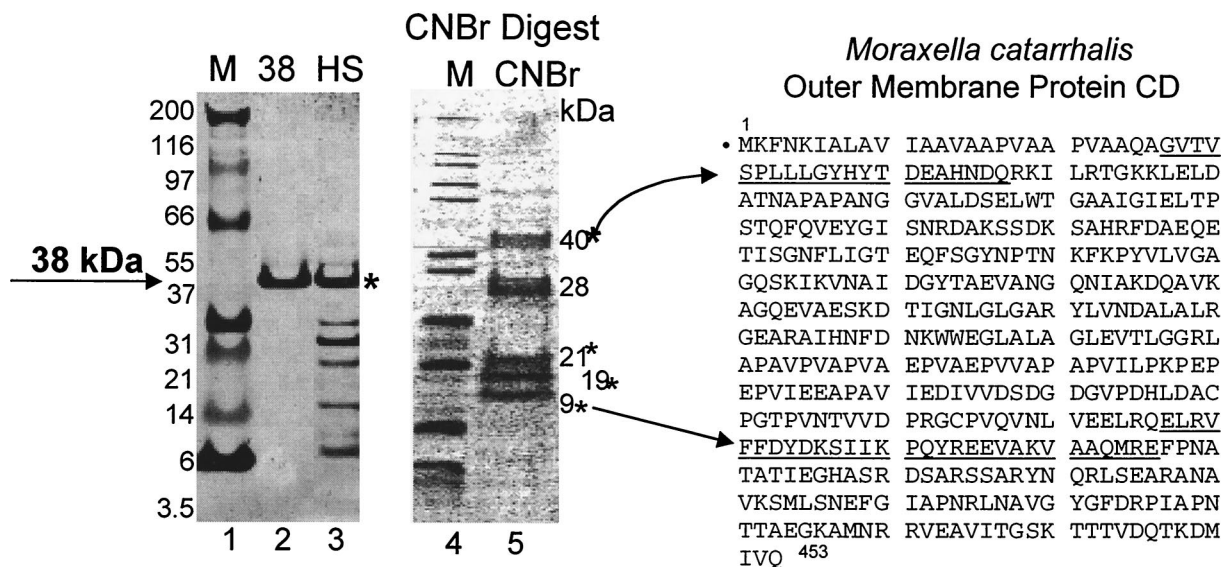 CNBr Digest
M 38 HS
M CNBr
kDa
200
116
97
66
55
38 kDa
37
31
21
14
6
3.5
*
40*
28
21*
19*
9*
1 2 3
4 5
Moraxella catarrhalis
Outer Membrane Protein CD
1
• MKFNKIALAV IAAVAAPVAA PVAAQAGVTV
SPLLLGYHYT DEAHNDQRKI LRTGKKLELD
ATNAPAPANG GVALDSELWT GAAIGIELTP
STQFQVEYGI SNRDAKSSDK SAHRFDAEQE
TISGNFLIGT EQFSGYNPTN KFKPYVLVGA
GQSKIKVNAI DGYTAEVANG QNIAKDQAVK
AGQEVAESKD TIGNLGLGAR YLVNDALALR
GEARAIHNFD NKWWEGLALA GLEVTLGGRL
APAVPVAPVA EPVAEPVVAP APVILPKPEP
EPVIEEAPAV IEDIVVDSDG DGVPDHLDAC
PGTPVNTVVD PRGCPVQVNL VEELRQELRV
FFDYDKSIIK PQYREEVAKV AAQMREFPNA
TATIEGHASR DSARSSARYN QRLSEARANA
VKSMLSNEFG IAPNRLNAVG YGFDRPIAPN
TTAEGKAMNR RVEAVITGSK TTTVDQTKDM
IVQ 453